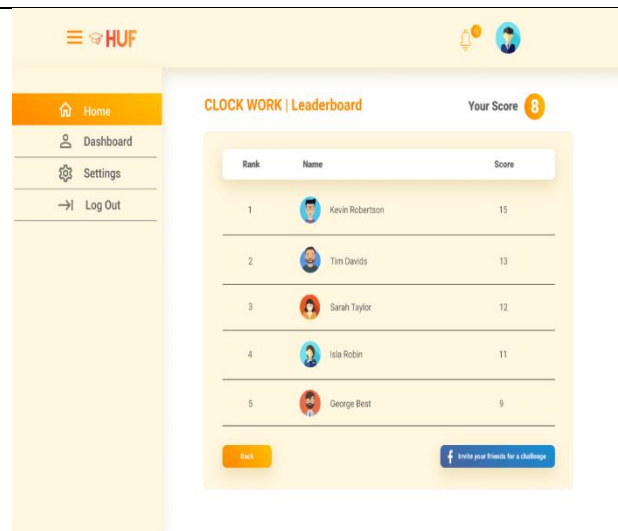 HUF
Home
Dashboard
Settings
Log Out
CLOCK WORK | Leaderboard
Your Score 8
Rank Name Score
1 Kevin Robertson 15
2 Tim Davids 13
3 Sarah Taylor 12
4 Isla Robin 11
5 George Best 9
Back
f Invite your friends for a challenge